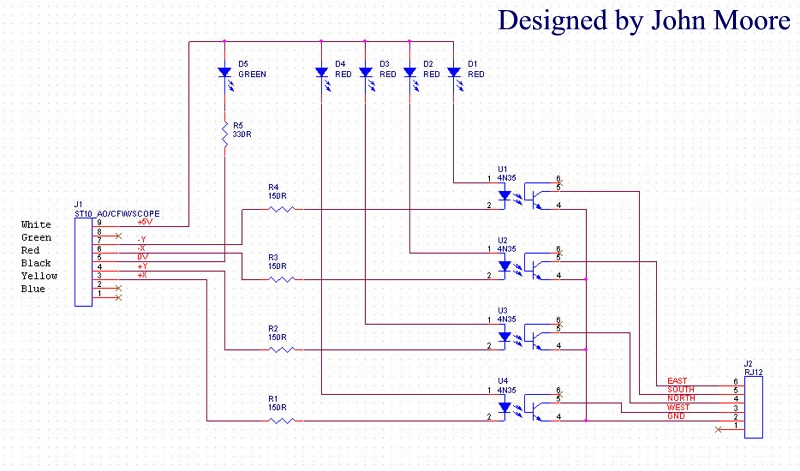 Designed by John Moore
D5
GREEN
D4
RED
D3
RED
D2
RED
D1
RED
R5
330R
J1
ST10_AO/CFW/SCOPE
White
Green
Red
Black
Yellow
Blue
9
8
7
6
5
4
3
2
1
+5V
-Y
-X
0V
+Y
+X
R4
150R
R3
150R
R2
150R
R1
150R
U1
4N35
1
2
6
5
4
U2
4N35
1
2
6
5
4
U3
4N35
1
2
6
5
4
U4
4N35
1
2
6
5
4
J2
RJ12
EAST
SOUTH
NORTH
WEST
GND
6
5
4
3
2
1